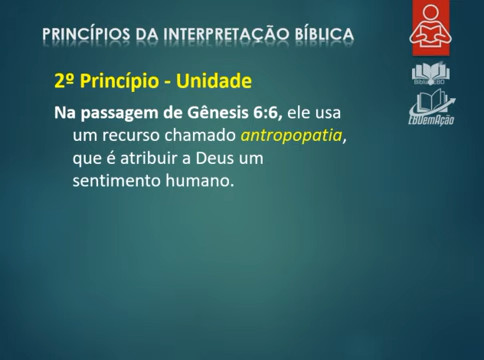 PRINCÍPIOS DA INTERPRETAÇÃO BÍBLICA
2º Princípio - Unidade
Na passagem de Gênesis 6:6, ele usa
um recurso chamado antropopatia,
que é atribuir a Deus um
sentimento humano.
EBDemAção